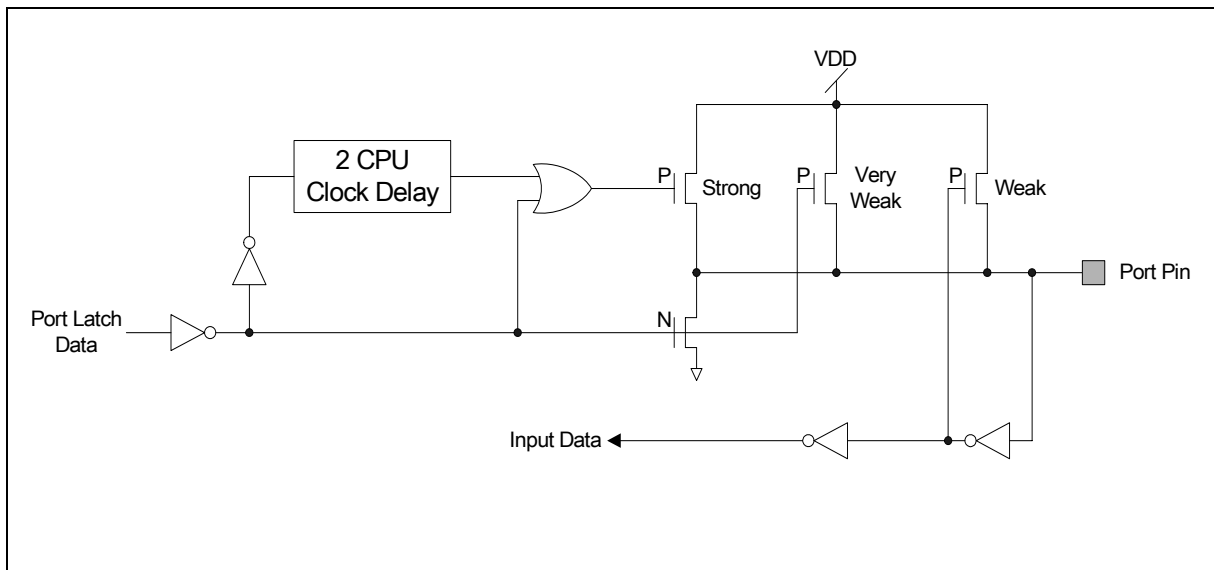 VDD
2 CPU
Clock Delay
P
Strong
P
Very
Weak
P
Weak
Port Pin
Port Latch
Data
N
Input Data